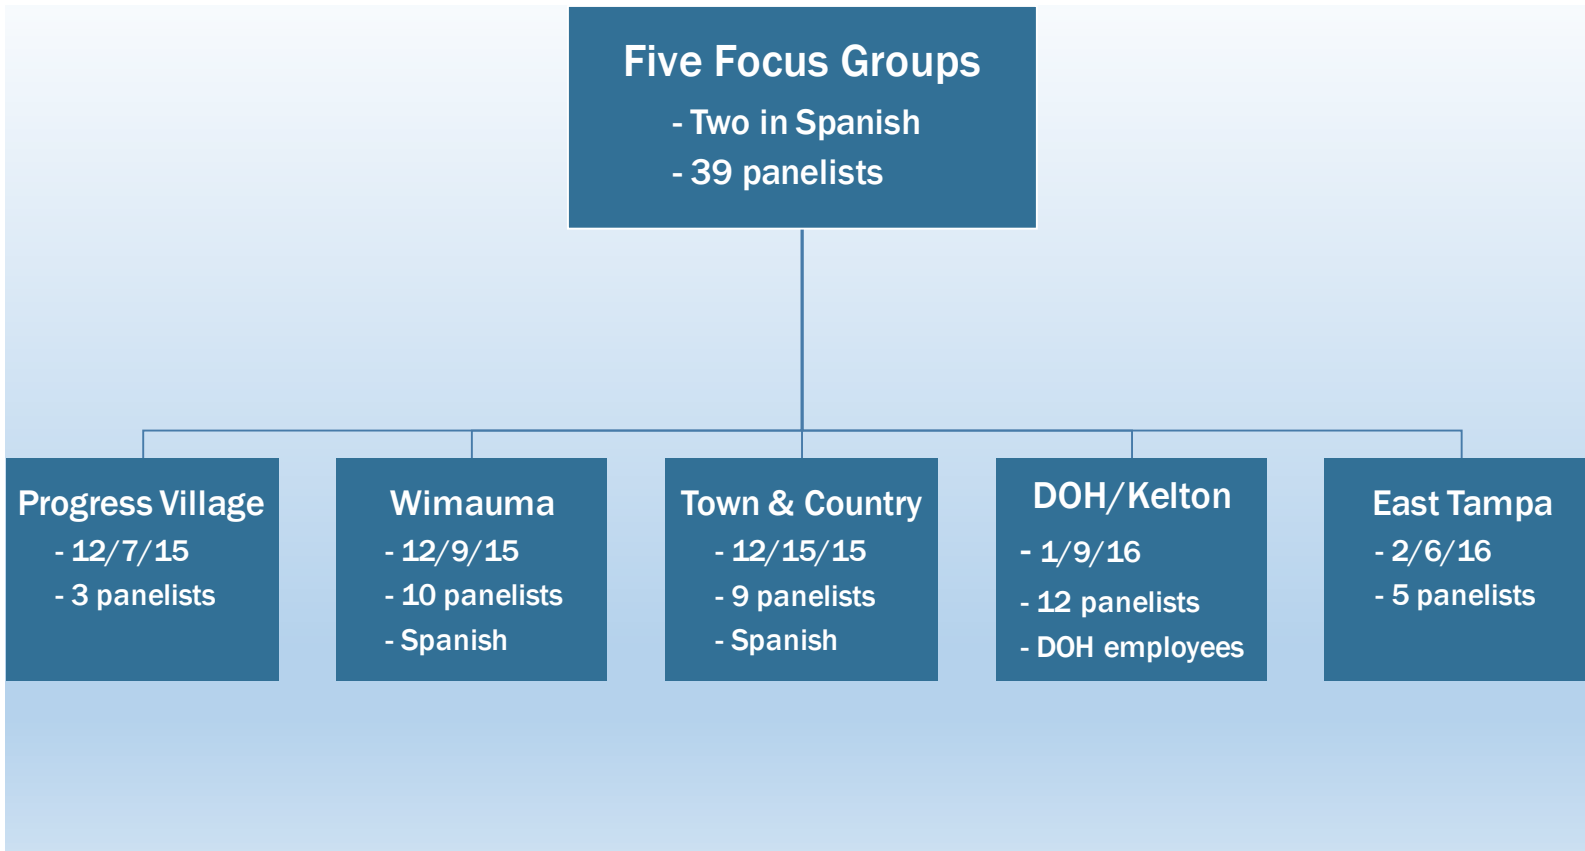 Five Focus Groups
- Two in Spanish
- 39 panelists
Progress Village
- 12/7/15
- 3 panelists
Wimauma
- 12/9/15
- 10 panelists
- Spanish
Town & Country
- 12/15/15
- 9 panelists
- Spanish
DOH/Kelton
- 1/9/16
- 12 panelists
- DOH employees
East Tampa
- 2/6/16
- 5 panelists